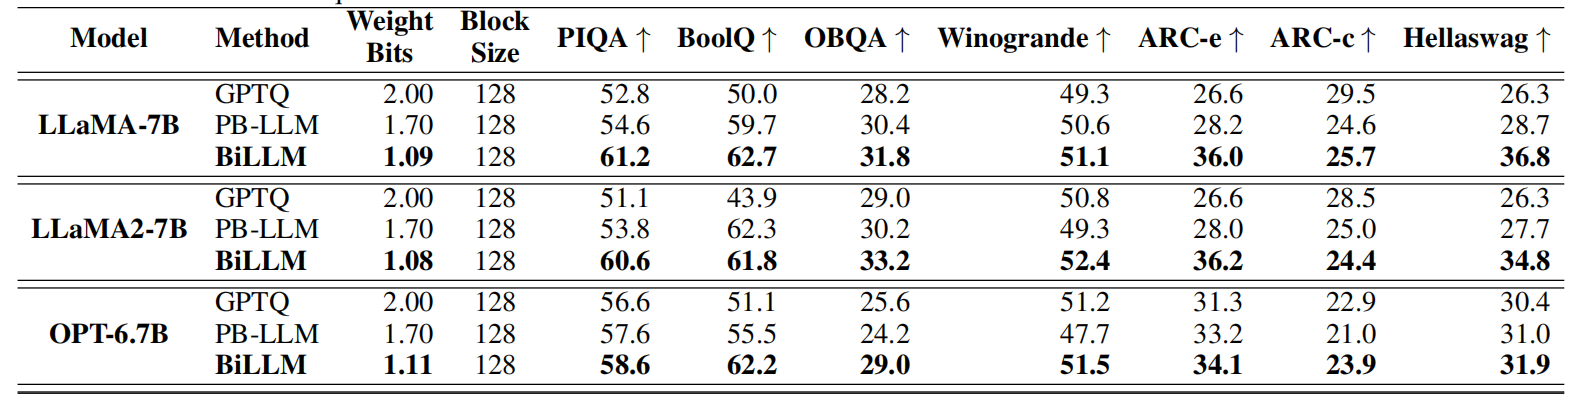 Model Method Weight Bits Block Size PIQA ↑ BoolQ ↑ OBQA ↑ Winogrande ↑ ARC-e ↑ ARC-c ↑ Hellaswag ↑
LLaMA-7B GPTQ 2.00 128 52.8 50.0 28.2 49.3 26.6 29.5 26.3
PB-LLM 1.70 128 54.6 59.7 30.4 50.6 28.2 24.6 28.7
BiLLM 1.09 128 61.2 62.7 31.8 51.1 36.0 25.7 36.8
LLaMA2-7B GPTQ 2.00 128 51.1 43.9 29.0 50.8 26.6 28.5 26.3
PB-LLM 1.70 128 53.8 62.3 30.2 49.3 28.0 25.0 27.7
BiLLM 1.08 128 60.6 61.8 33.2 52.4 36.2 24.4 34.8
OPT-6.7B GPTQ 2.00 128 56.6 51.1 25.6 51.2 31.3 22.9 30.4
PB-LLM 1.70 128 57.6 55.5 24.2 47.7 33.2 21.0 31.0
BiLLM 1.11 128 58.6 62.2 29.0 51.5 34.1 23.9 31.9